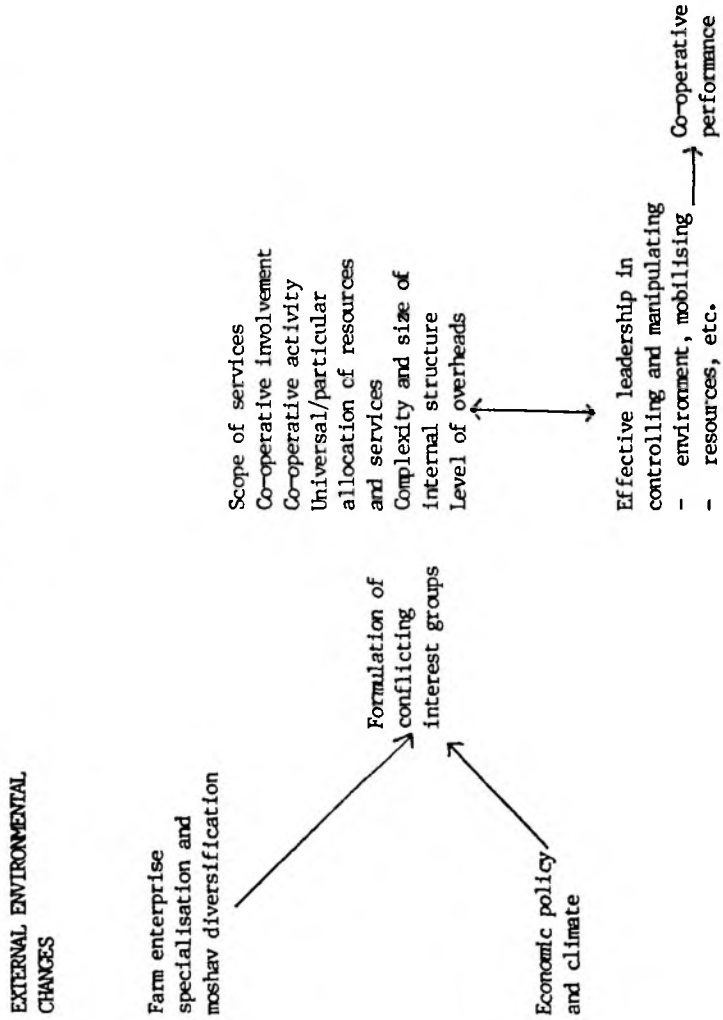 EXTERNAL ENVIRONMENTAL
CHANGES
Farm enterprise
specialisation and
moshav diversification
Economic policy
and climate
Formulation of
conflicting
interest groups
Scope of services
Co-operative involvement
Co-operative activity
Universal/particular
allocation of resources
and services
Complexity and size of
internal structure
Level of overheads
Effective leadership in
controlling and manipulating
- environment, mobilising
- resources, etc.
Co-operative
performance